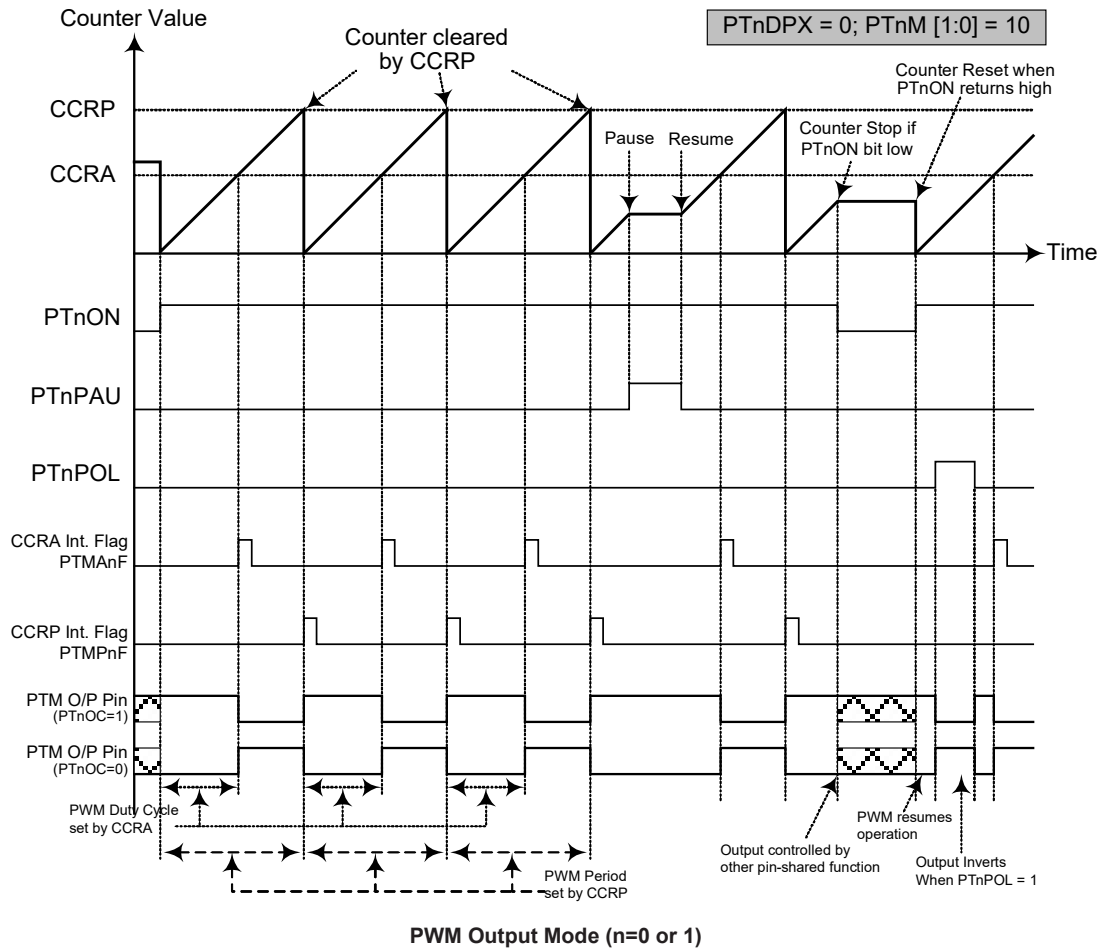 Counter Value
PTnDPX = 0; PTnM [1:0] = 10
Counter cleared
by CCRP
Counter Reset when
PTnON returns high
CCRP
Pause
Resume
Counter Stop if
PTnON bit low
CCRA
Time
PTnON
PTnPAU
PTnPOL
CCRA Int. Flag
PTMAnF
CCRP Int. Flag
PTMPnF
PTM O/P Pin
(PTnOC=1)
PTM O/P Pin
(PTnOC=0)
PWM Duty Cycle
set by CCRA
PWM resumes
operation
Output controlled by
other pin-shared function
Output Inverts
When PTnPOL = 1
PWM Period
set by CCRP
PWM Output Mode (n=0 or 1)